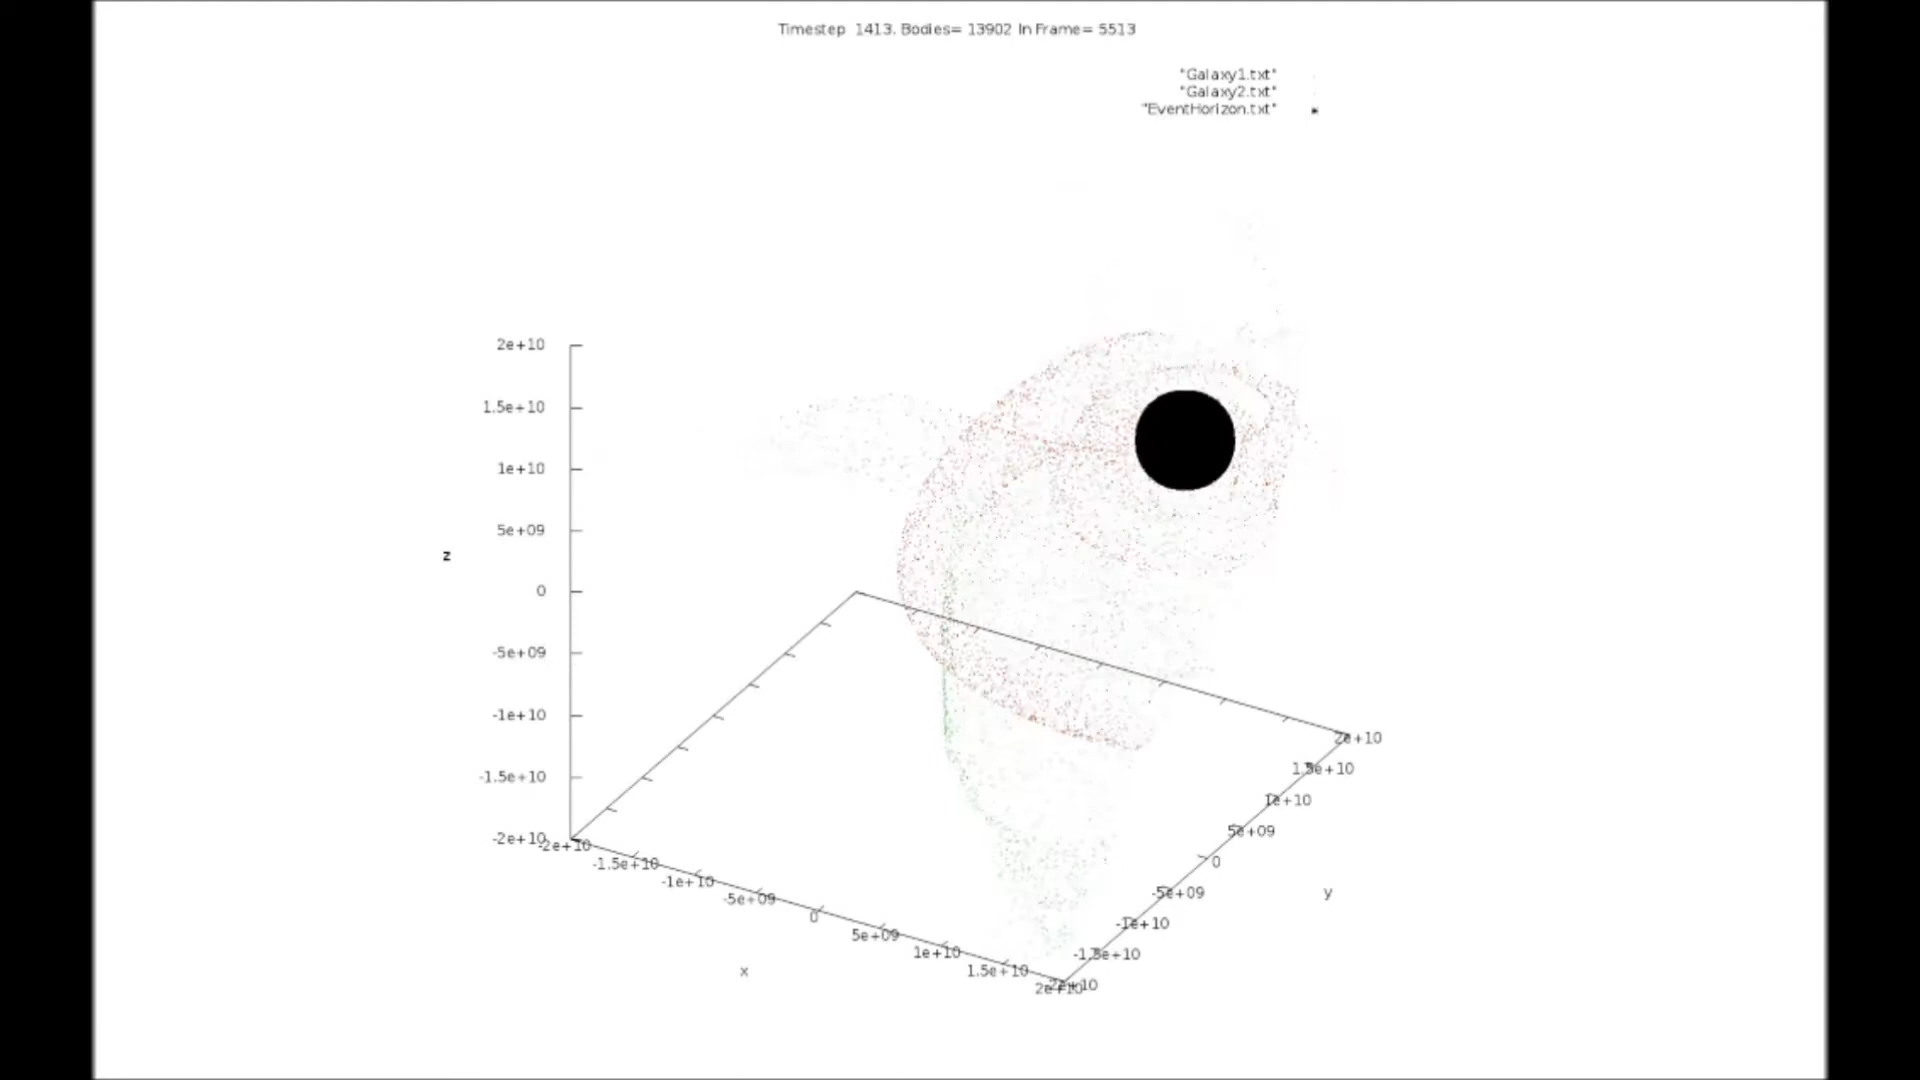 Timestep 1413. Bodies= 13902 In Frame= 5513
"Galaxy1.txt"
"Galaxy2.txt"
"EventHorizon.txt"
2e+10
1.5e+10
1e+10
5e+09
z
0
-5e+09
-1e+10
-1.5e+10
-2e+10
-2e+10
-1.5e+10
-1e+10
-5e+09
0
5e+09
1e+10
1.5e+10
2e+10
x
2e+10
1.5e+10
1e+10
5e+09
0
-5e+09
-1e+10
-1.5e+10
-2e+10
y